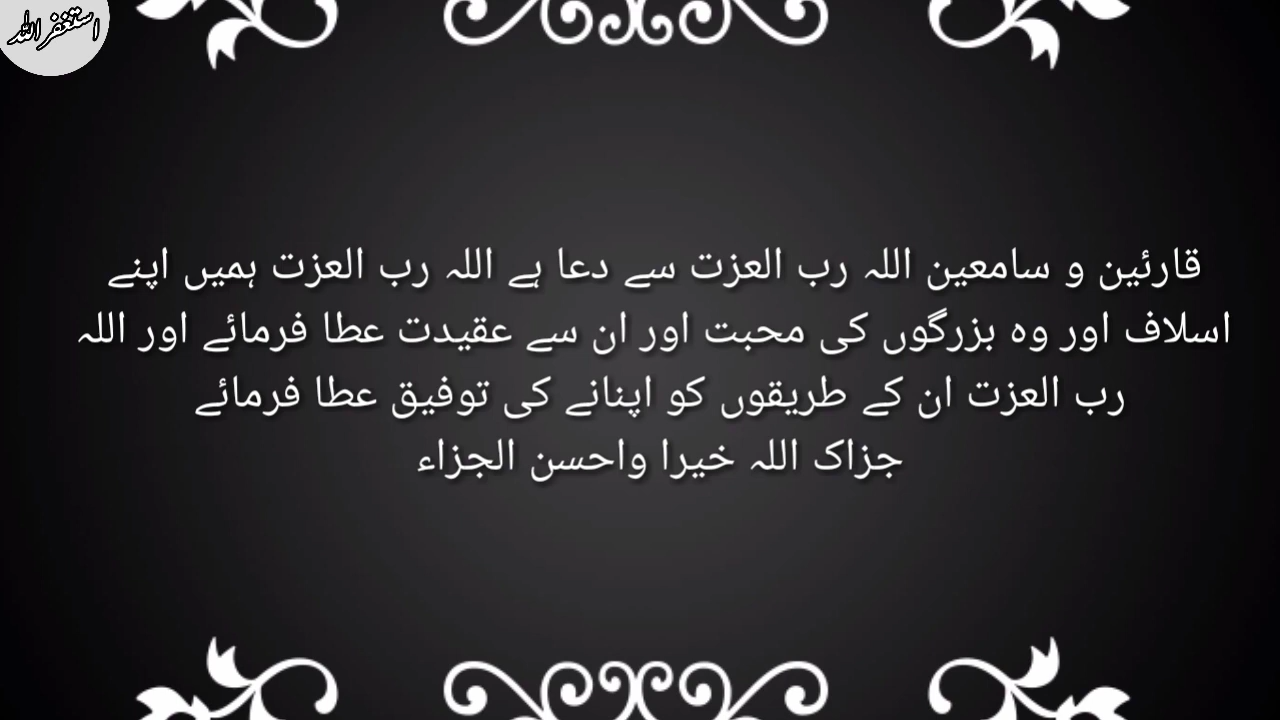 استغفر اللہ
قارئین و سامعین اللہ رب العزت سے دعا ہے اللہ رب العزت ہمیں اپنے
اسلاف اور وہ بزرگوں کی محبت اور ان سے عقیدت عطا فرمائے اور اللہ
رب العزت ان کے طریقوں کو اپنانے کی توفیق عطا فرمائے
جزاک اللہ خیرا واحسن الجزاء